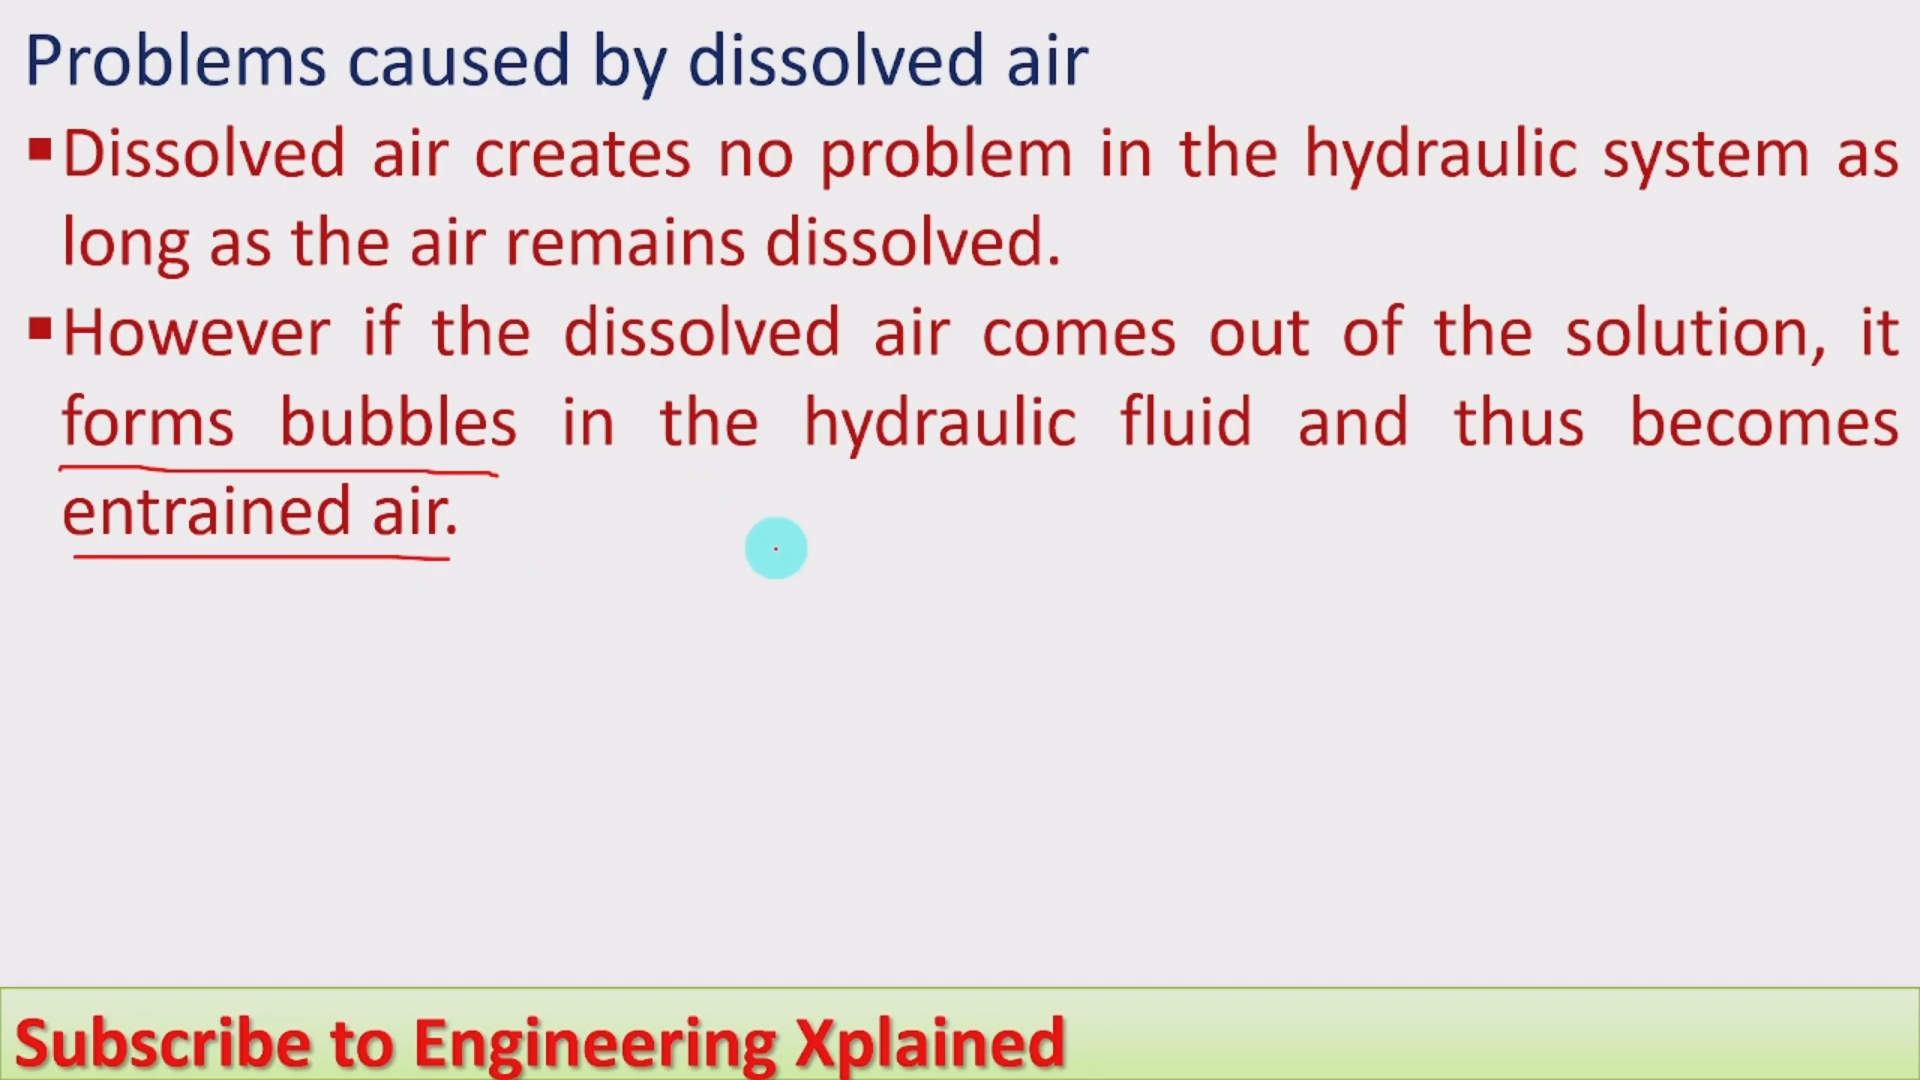 Problems caused by dissolved air
▪Dissolved air creates no problem in the hydraulic system as
long as the air remains dissolved.
▪However if the dissolved air comes out of the solution, it
forms bubbles in the hydraulic fluid and thus becomes
entrained air.
Subscribe to Engineering Xplained